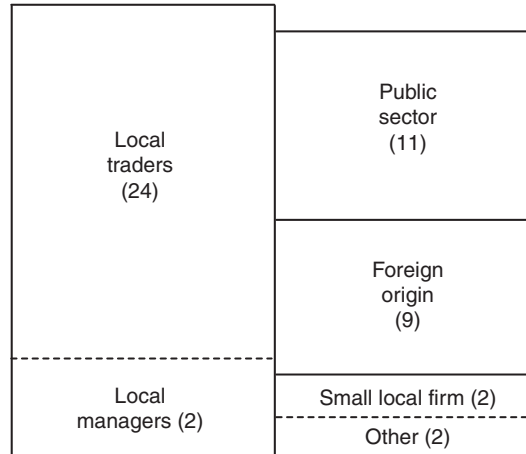 Local
traders
(24)
Local
managers (2)
Public
sector
(11)
Foreign
origin
(9)
Small local firm (2)
Other (2)